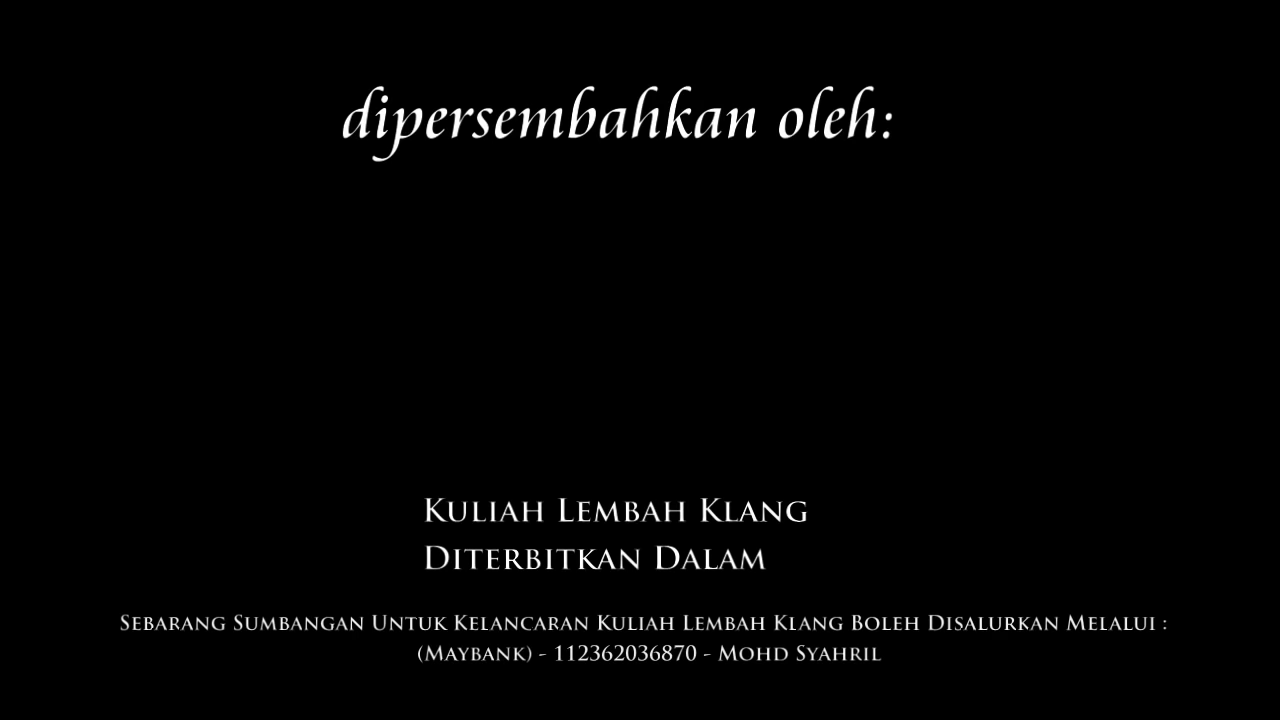 dipersembahkan oleh:
Kuliah Lembah Klang
Diterbitkan Dalam
Sebarang Sumbangan Untuk Kelancaran Kuliah Lembah Klang Boleh Disalurkan Melalui :
(Maybank) - 112362036870 - Mohd Syahril